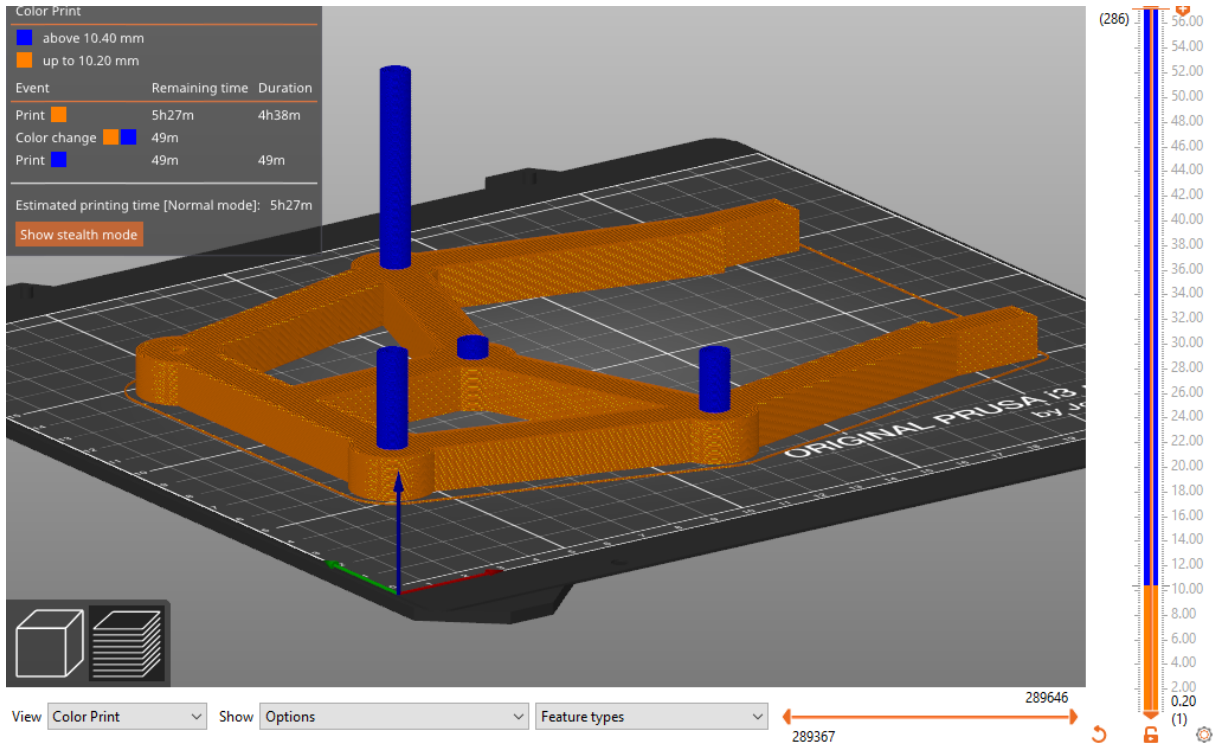 Color Print
above 10.40 mm
up to 10.20 mm
Event Remaining time Duration
Print 5h27m 4h38m
Color change 49m
Print 49m 49m
Estimated printing time [Normal mode]: 5h27m
Show stealth mode
ORIGINAL PRUSA i3
by Jo
(286)
56.00
54.00
52.00
50.00
48.00
46.00
44.00
42.00
40.00
38.00
36.00
34.00
32.00
30.00
28.00
26.00
24.00
22.00
20.00
18.00
16.00
14.00
12.00
10.00
8.00
6.00
4.00
2.00
0.20
(1)
View Color Print Show Options Feature types
289646
289367